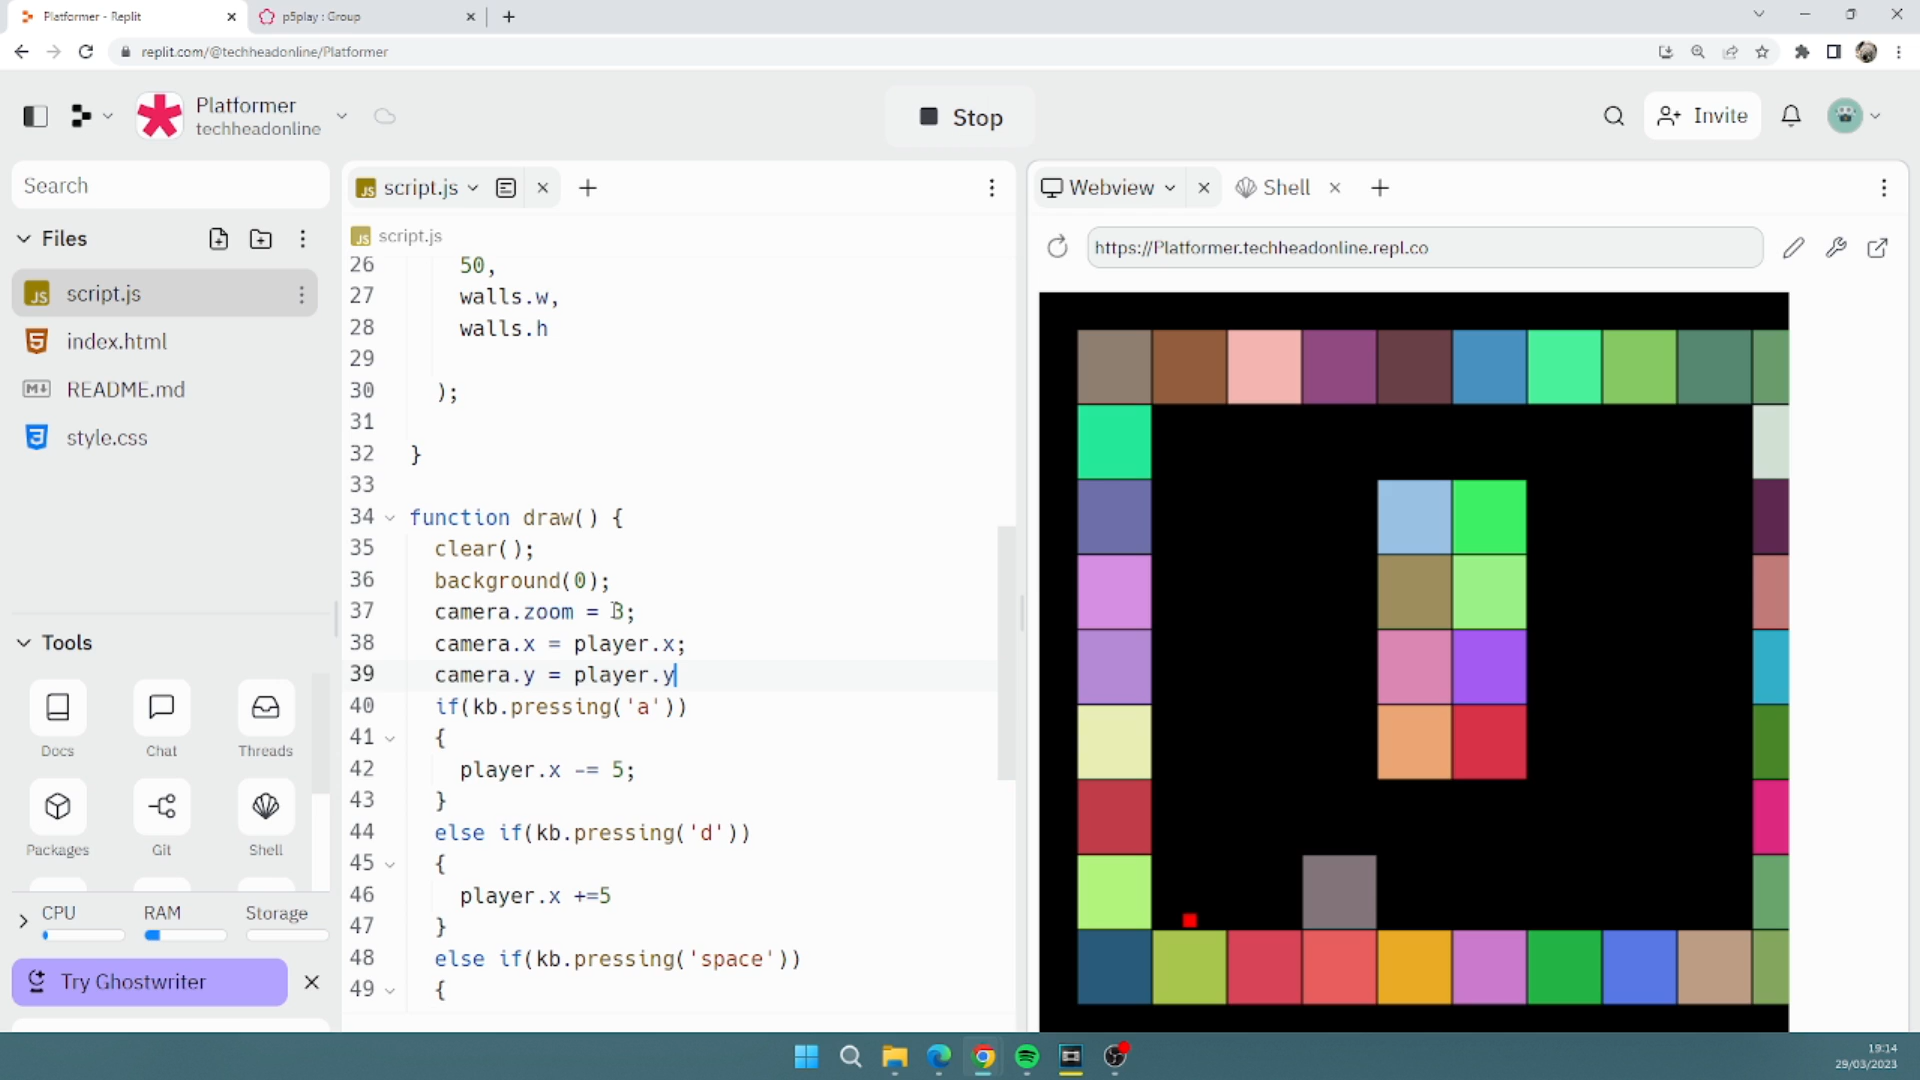 Platformer - Replit
p5play : Group
replit.com/@techheadonline/Platformer
Platformer
techheadonline
Stop
Invite
Search
Files
JS script.js
JS script.js
index.html
README.md
style.css
Tools
Docs
Chat
Threads
Packages
Git
Shell
CPU
RAM
Storage
Try Ghostwriter
JS script.js
26 50,
27 walls.w,
28 walls.h
29
30 );
31
32 }
33
34 function draw() {
35 clear();
36 background(0);
37 camera.zoom = 3;
38 camera.x = player.x;
39 camera.y = player.y
40 if(kb.pressing('a'))
41 {
42 player.x -= 5;
43 }
44 else if(kb.pressing('d'))
45 {
46 player.x +=5
47 }
48 else if(kb.pressing('space'))
49 {
Webview
Shell
https://Platformer.techheadonline.repl.co
19:14
29/03/2023